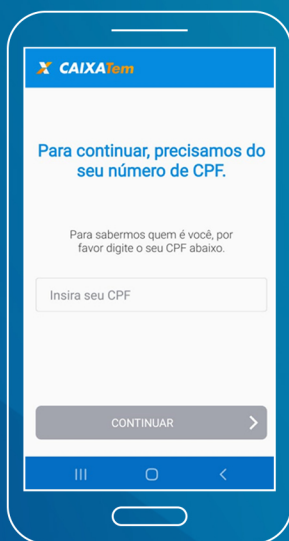 X CAIXATem
Para continuar, precisamos do
seu número de CPF.
Para sabermos quem é você, por
favor digite o seu CPF abaixo.
Insira seu CPF
CONTINUAR